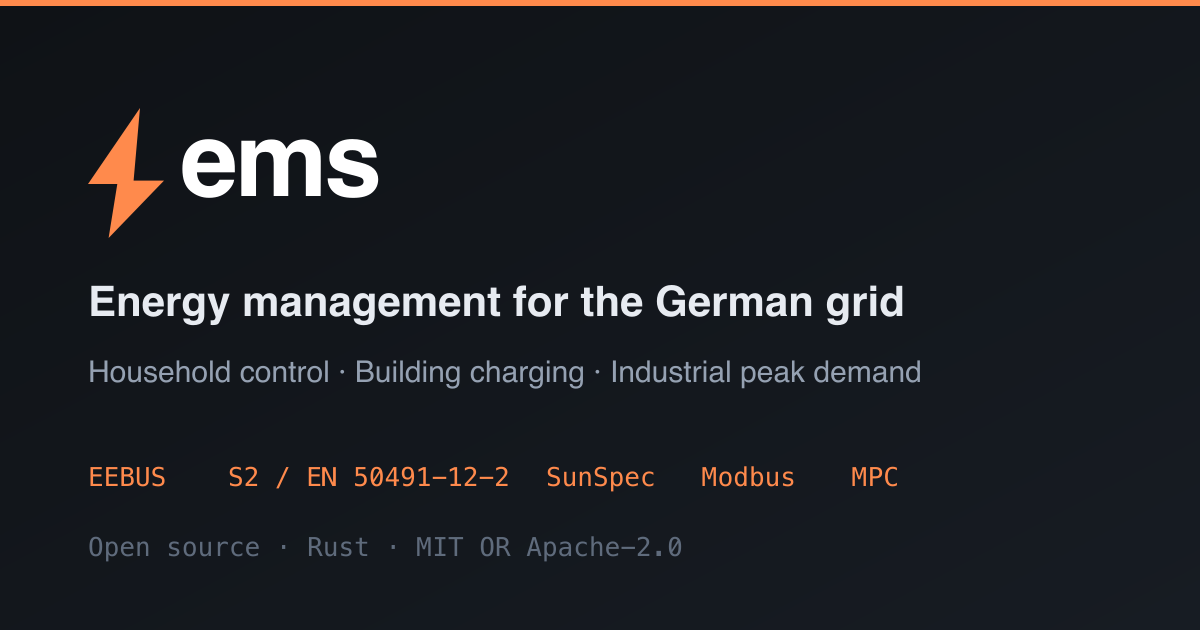 ems
Energy management for the German grid
Household control · Building charging · Industrial peak demand
EEBUS S2 / EN 50491–12–2 SunSpec Modbus MPC
Open source · Rust · MIT OR Apache–2.0